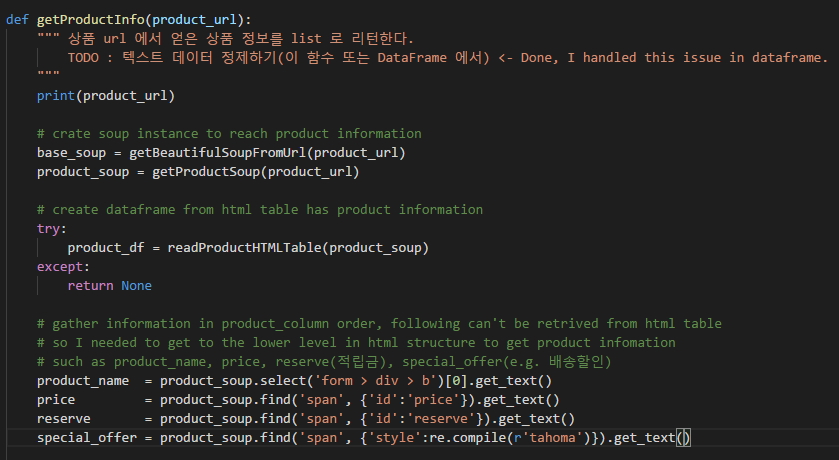 def getProductInfo(product_url):
    """ 상품 url 에서 얻은 상품 정보를 list 로 리턴한다.
        TODO : 텍스트 데이터 정제하기(이 함수 또는 DataFrame 에서) <- Done, I handled this issue in dataframe.
    """
    print(product_url)

    # crate soup instance to reach product information
    base_soup = getBeautifulSoupFromUrl(product_url)
    product_soup = getProductSoup(product_url)

    # create dataframe from html table has product information
    try:
        product_df = readProductHTMLTable(product_soup)
    except:
        return None

    # gather information in product_column order, following can't be retrived from html table
    # so I needed to get to the lower level in html structure to get product infomation
    # such as product_name, price, reserve(적립금), special_offer(e.g. 배송할인)
    product_name  = product_soup.select('form > div > b')[0].get_text()
    price         = product_soup.find('span', {'id':'price'}).get_text()
    reserve       = product_soup.find('span', {'id':'reserve'}).get_text()
    special_offer = product_soup.find('span', {'style':re.compile(r'tahoma')}).get_text()